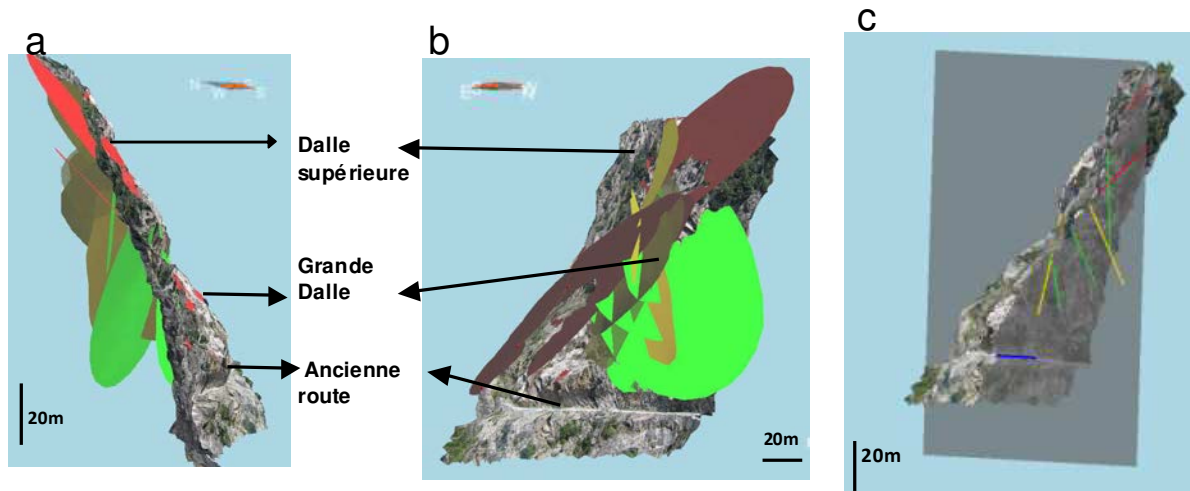 a
b
c
N S
W S
E S W
Dalle
supérieure
Grande
Dalle
Ancienne
route
20m
20m
20m